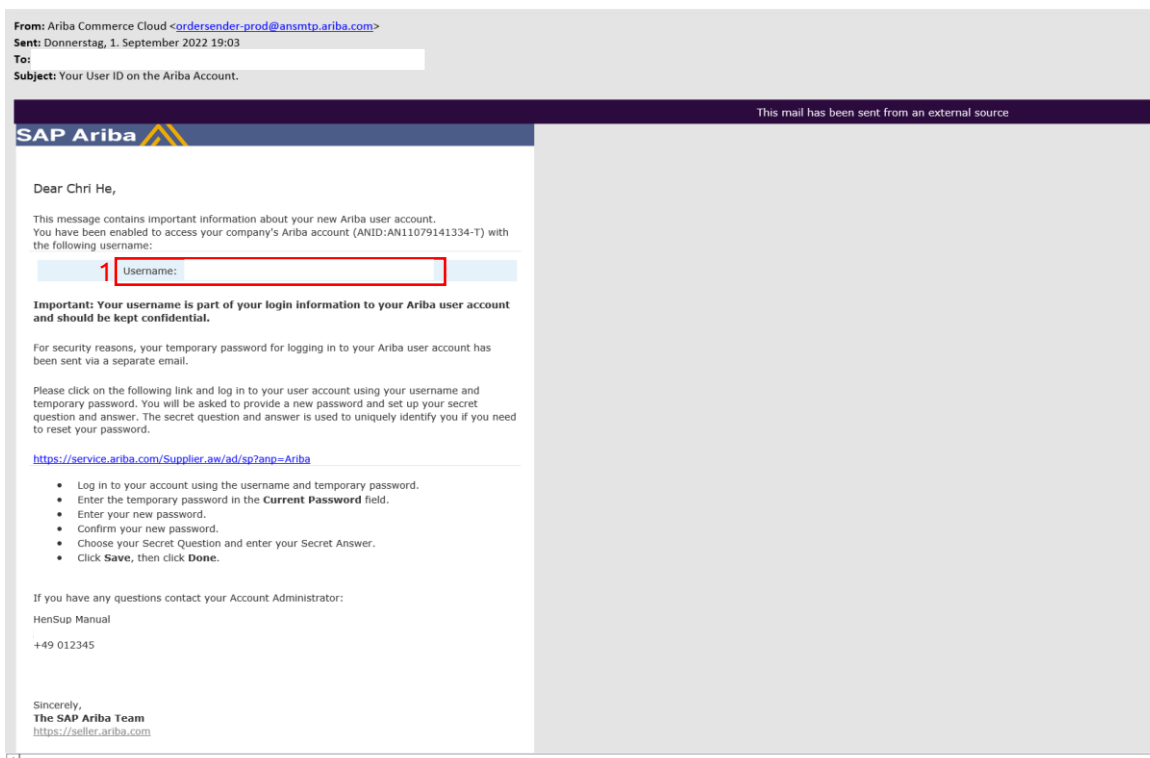 From: Ariba Commerce Cloud <ordersender-prod@ansmtp.ariba.com>
Sent: Donnerstag, 1. September 2022 19:03
To:
Subject: Your User ID on the Ariba Account.
This mail has been sent from an external source
SAP Ariba
Dear Chri He,
This message contains important information about your new Ariba user account.
You have been enabled to access your company's Ariba account (ANID:AN11079141334-T) with
the following username:
1 Username:
Important: Your username is part of your login information to your Ariba user account
and should be kept confidential.
For security reasons, your temporary password for logging in to your Ariba user account has
been sent via a separate email.
Please click on the following link and log in to your user account using your username and
temporary password. You will be asked to provide a new password and set up your secret
question and answer. The secret question and answer is used to uniquely identify you if you need
to reset your password.
https://service.ariba.com/Supplier.aw/ad/sp?anp=Ariba
• Log in to your account using the username and temporary password.
• Enter the temporary password in the Current Password field.
• Enter your new password.
• Confirm your new password.
• Choose your Secret Question and enter your Secret Answer.
• Click Save, then click Done.
If you have any questions contact your Account Administrator:
HenSup Manual
+49 012345
Sincerely,
The SAP Ariba Team
https://seller.ariba.com